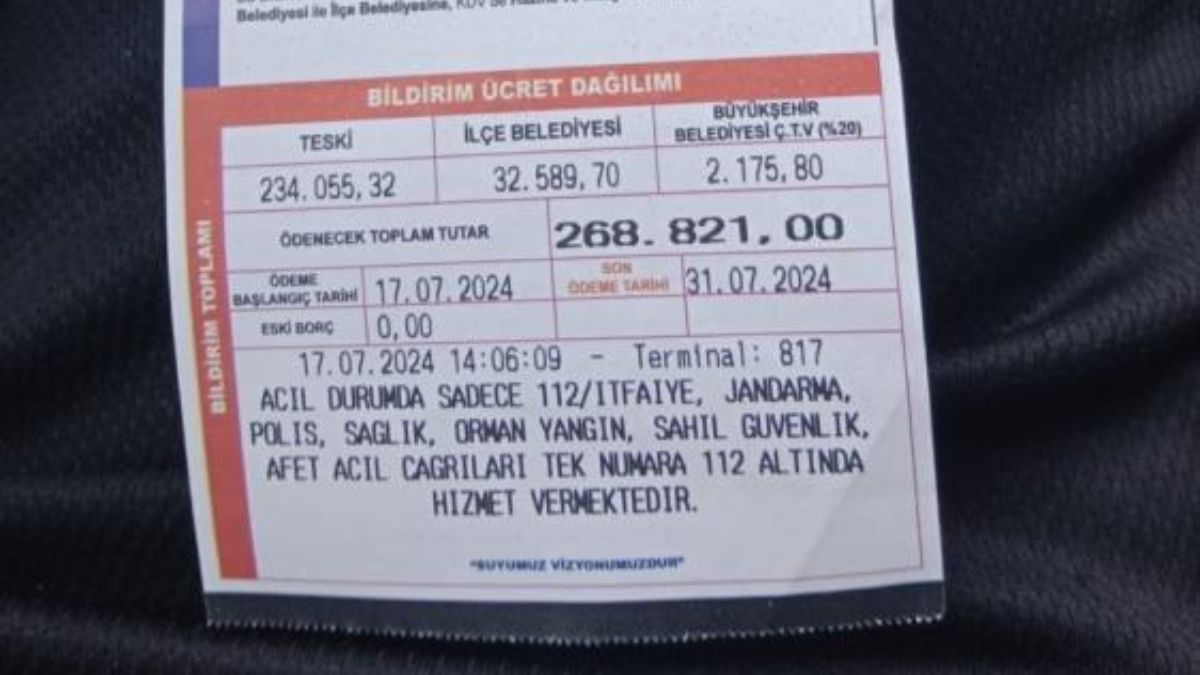 Belediyesi ile İlçe Belediyesine, KDV de Hazine
BİLDİRİM ÜCRET DAĞILIMI
TESKİ İLÇE BELEDİYESİ BÜYÜKŞEHİR
BELEDİYESİ Ç.T.V (%20)
234.055,32 32.589,70 2.175,80
ÖDENECEK TOPLAM TUTAR 268.821,00
ÖDEME
BAŞLANGIÇ TARİHİ 17.07.2024 SON
ÖDEME TARİHİ 31.07.2024
ESKİ BORÇ 0,00
17.07.2024 14:06:09 - Terminal: 817
ACIL DURUMDA SADECE 112/ITFAIYE, JANDARMA,
POLIS, SAGLIK, ORMAN YANGIN, SAHIL GUVENLIK,
AFET ACIL CAGRILARI TEK NUMARA 112 ALTINDA
HIZMET VERMEKTEDIR.
"SUYUMUZ VİZYONUMUZDUR"
BİLDİRİM TOPLAMI